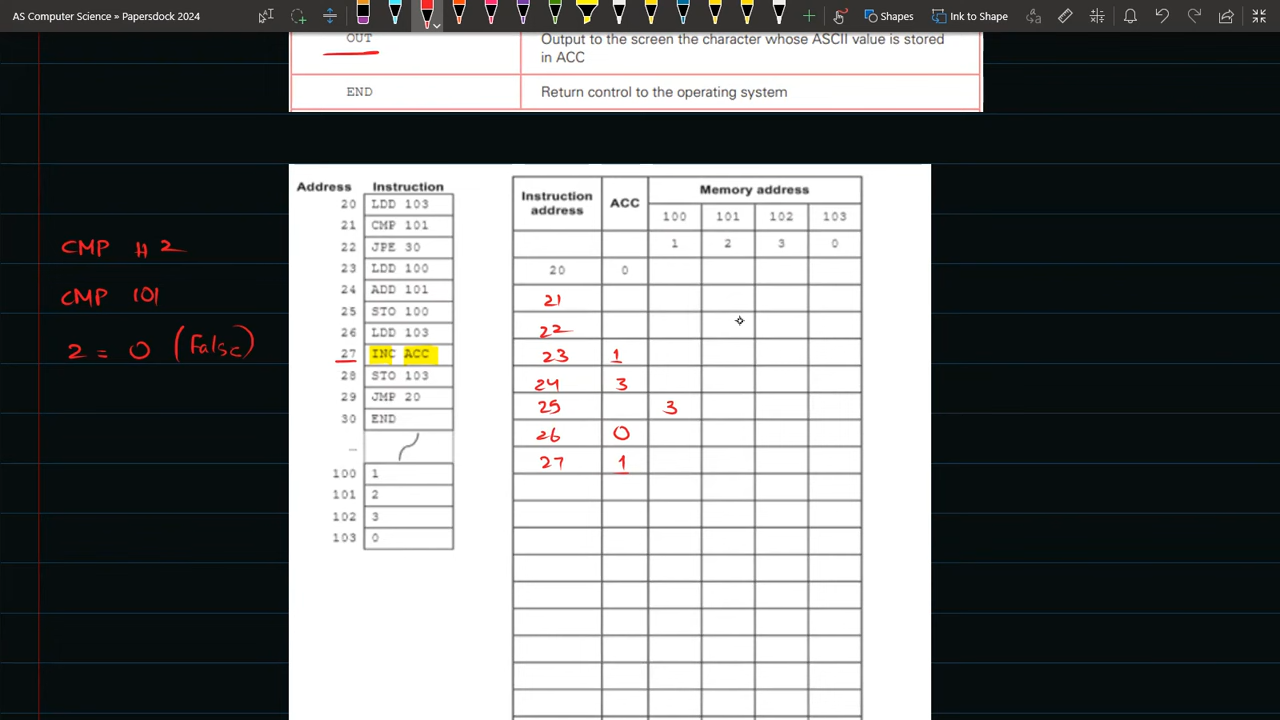 AS Computer Science » Papersdock 2024
Shapes
Ink to Shape
OUT
Output to the screen the character whose ASCII value is stored
in ACC
END
Return control to the operating system
CMP # 2
CMP 101
2 = 0 (False)
Address Instruction
20 LDD 103
21 CMP 101
22 JPE 30
23 LDD 100
24 ADD 101
25 STO 100
26 LDD 103
27 INC ACC
28 STO 103
29 JMP 20
30 END
100 1
101 2
102 3
103 0
Instruction
address
ACC
Memory address
100 101 102 103
1 2 3 0
20 0
21
22
23 1
24 3
25 3
26 0
27 1